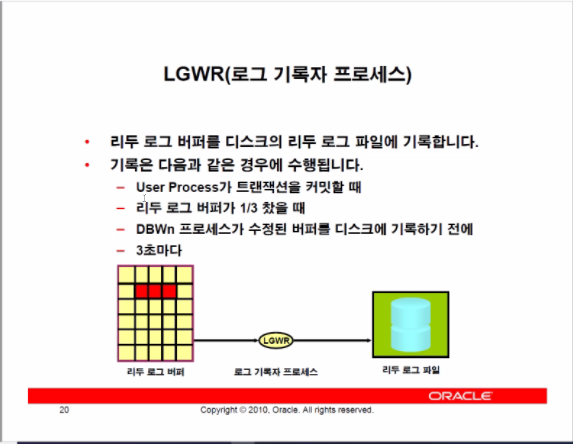 LGWR(로그 기록자 프로세스)
• 리두 로그 버퍼를 디스크의 리두 로그 파일에 기록합니다.
• 기록은 다음과 같은 경우에 수행됩니다.
– User Process가 트랜잭션을 커밋할 때
– 리두 로그 버퍼가 1/3 찼을 때
– DBWn 프로세스가 수정된 버퍼를 디스크에 기록하기 전에
– 3초마다
LGWR
리두 로그 버퍼
로그 기록자 프로세스
리두 로그 파일
ORACLE
20
Copyright © 2010, Oracle. All rights reserved.